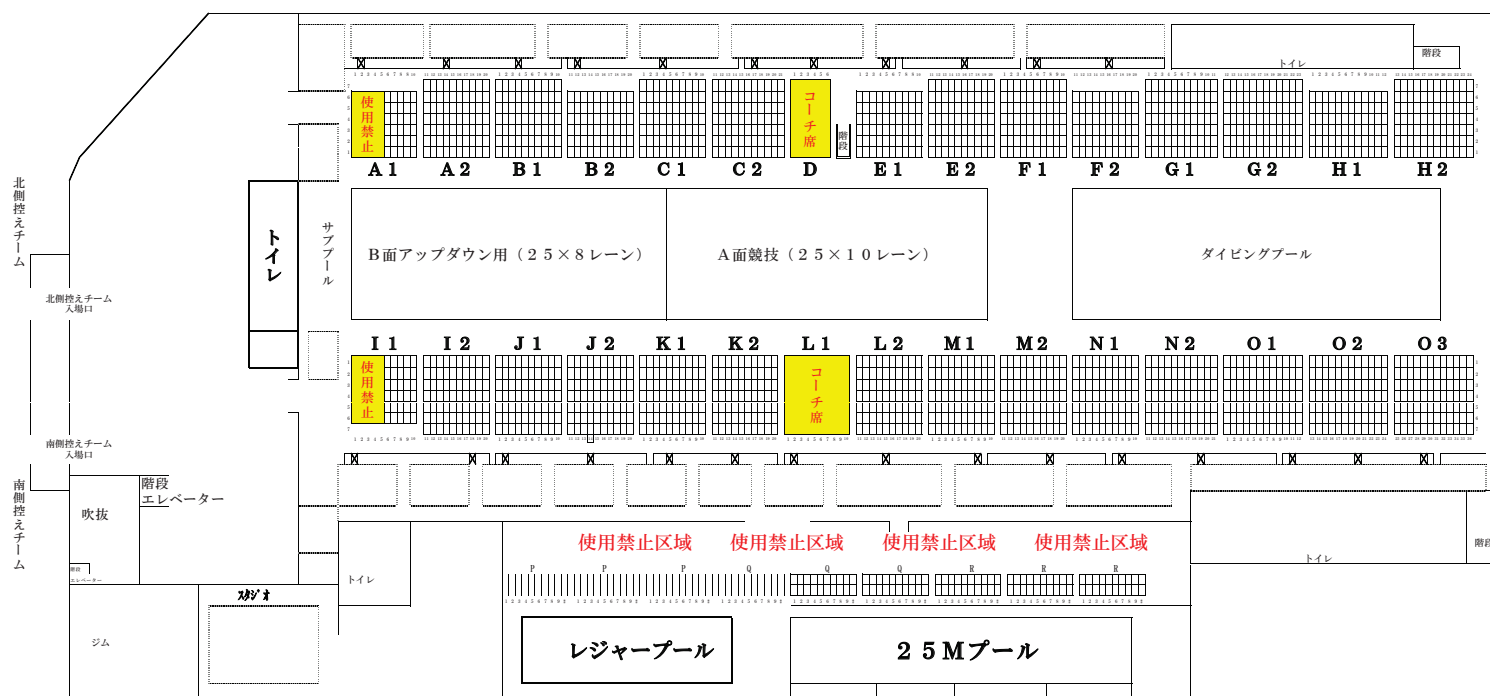 階段
トイレ
使用禁止
コーチ席
階段
A1 A2 B1 B2 C1 C2 D E1 E2 F1 F2 G1 G2 H1 H2
北側控えチーム
トイレ
サブプール
B面アップダウン用（25×8レーン）
A面競技（25×10レーン）
ダイビングプール
北側控えチーム
入場口
I1 I2 J1 J2 K1 K2 L1 L2 M1 M2 N1 N2 O1 O2 O3
使用禁止
コーチ席
南側控えチーム
入場口
南側控えチーム
階段
エレベーター
吹抜
使用禁止区域 使用禁止区域 使用禁止区域 使用禁止区域
階段
トイレ
P P P Q Q Q R R R
階段
エレベーター
トイレ
スタジオ
ジム
レジャープール
25Mプール